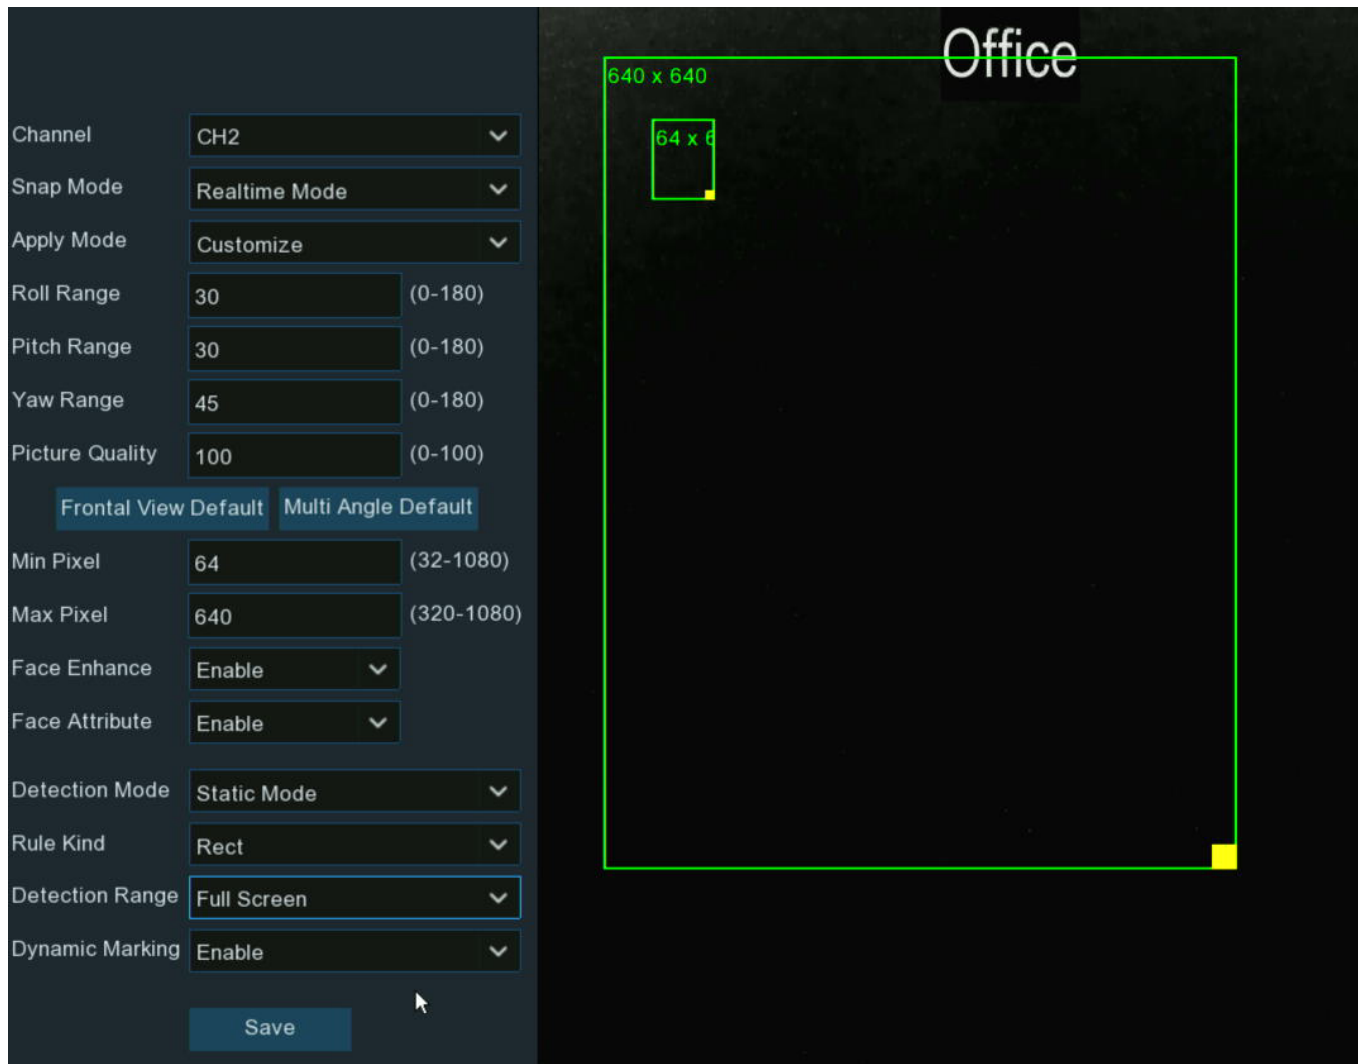 Office
640 x 640
64 x 6
Channel CH2
Snap Mode Realtime Mode
Apply Mode Customize
Roll Range 30 (0-180)
Pitch Range 30 (0-180)
Yaw Range 45 (0-180)
Picture Quality 100 (0-100)
Frontal View Default Multi Angle Default
Min Pixel 64 (32-1080)
Max Pixel 640 (320-1080)
Face Enhance Enable
Face Attribute Enable
Detection Mode Static Mode
Rule Kind Rect
Detection Range Full Screen
Dynamic Marking Enable
Save